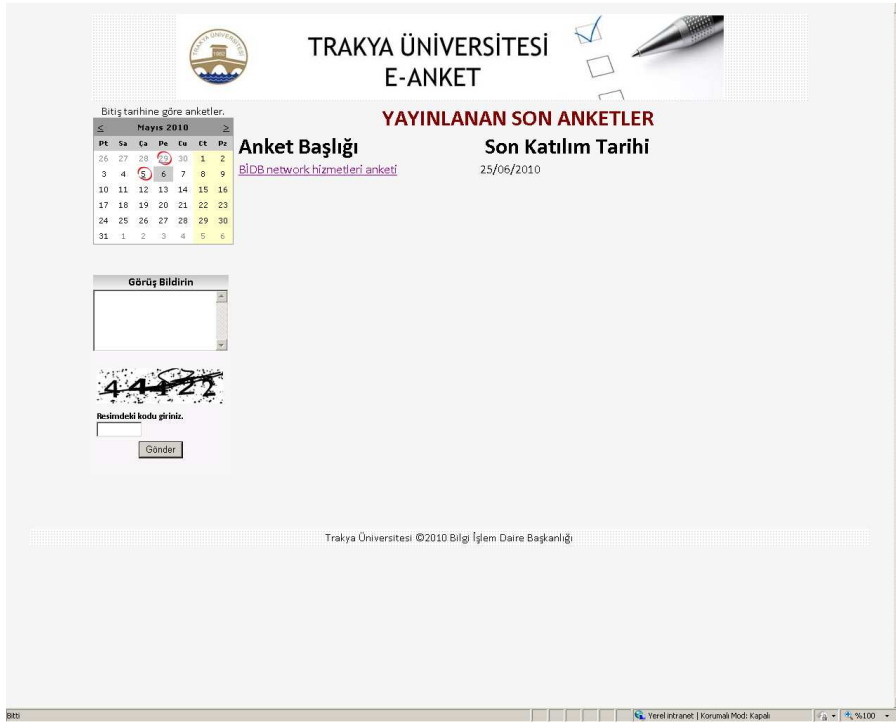 TRAKYA ÜNİVERSİTESİ
E-ANKET
Bitiş tarihine göre anketler.
< Mayıs 2010 >
Pt Sa Ça Pe Cu Ct Pz
26 27 28 29 30 1 2
3 4 5 6 7 8 9
10 11 12 13 14 15 16
17 18 19 20 21 22 23
24 25 26 27 28 29 30
31 1 2 3 4 5 6
YAYINLANAN SON ANKETLER
Anket Başlığı Son Katılım Tarihi
BİDB network hizmetleri anketi 25/06/2010
Görüş Bildirin
Resimdeki kodu giriniz.
Gönder
Trakya Üniversitesi ©2010 Bilgi İşlem Daire Başkanlığı
Bitti Yerel intranet | Korumalı Mod: Kapalı %100